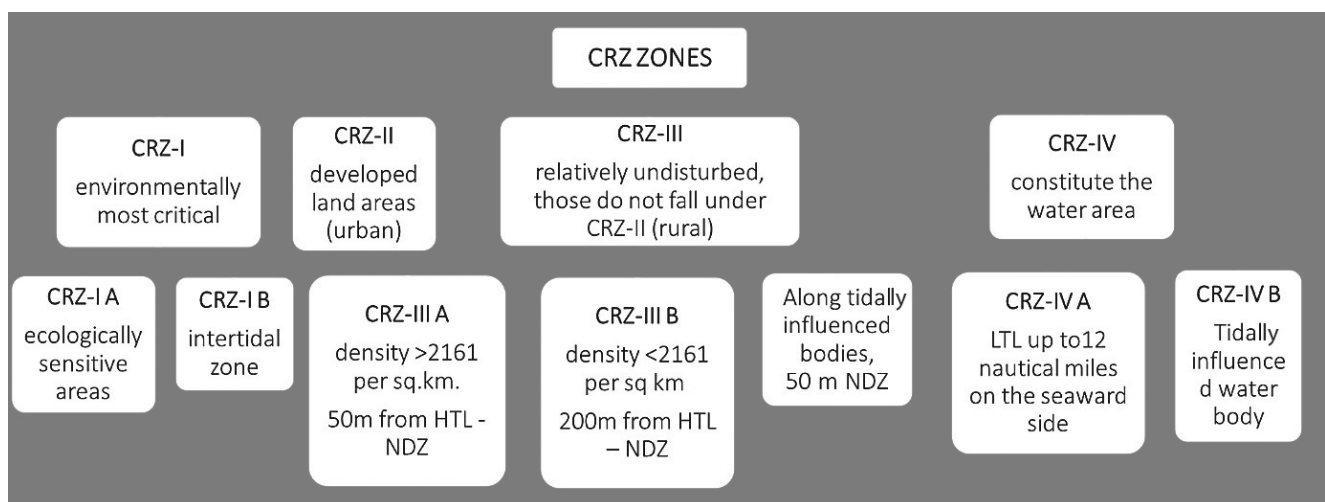 CRZ ZONES
CRZ-I
environmentally
most critical
CRZ-II
developed
land areas
(urban)
CRZ-III
relatively undisturbed,
those do not fall under
CRZ-II (rural)
CRZ-IV
constitute the
water area
CRZ-I A
ecologically
sensitive
areas
CRZ-I B
intertidal
zone
CRZ-III A
density >2161
per sq.km.
50m from HTL -
NDZ
CRZ-III B
density <2161
per sq km
200m from HTL
– NDZ
Along tidally
influenced
bodies,
50 m NDZ
CRZ-IV A
LTL up to12
nautical miles
on the seaward
side
CRZ-IV B
Tidally
influence
d water
body